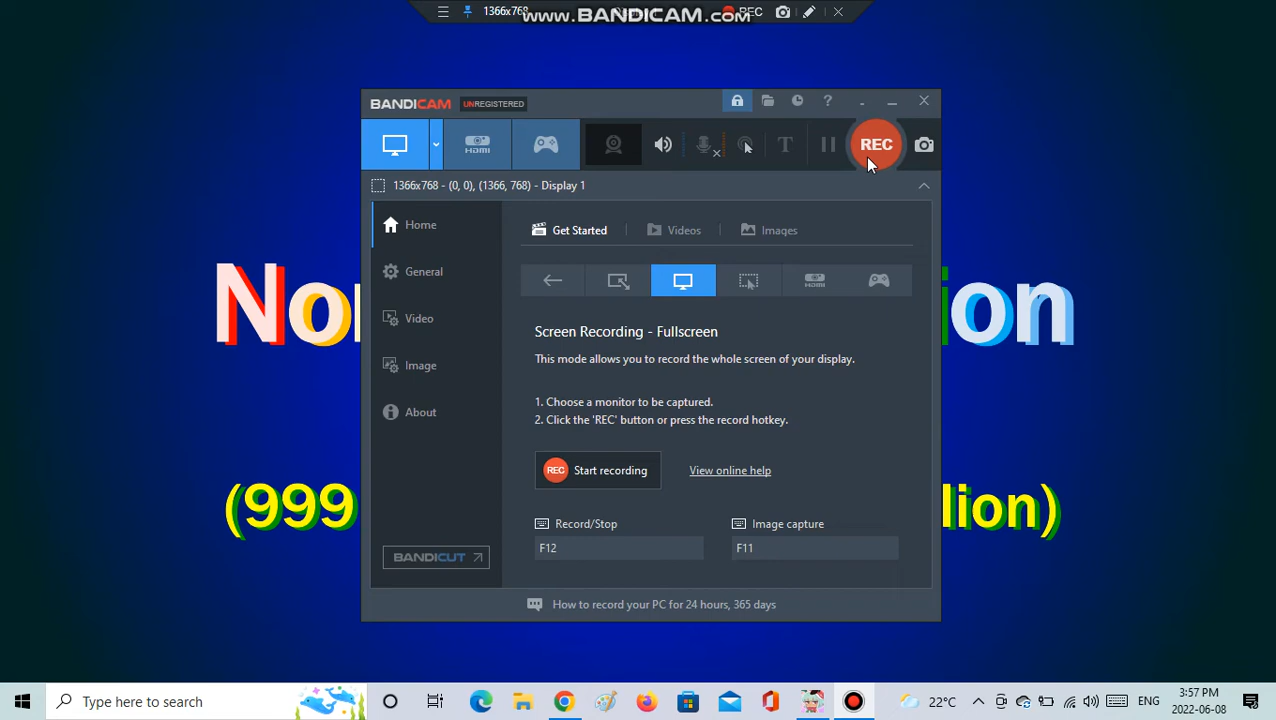 1366x768
www.BANDICAM.com
REC
BANDICAM UNREGISTERED
HDMI
T
REC
1366x768 - (0, 0), (1366, 768) - Display 1
Home
General
Video
Image
About
BANDICUT
Get Started
Videos
Images
HDMI
Screen Recording - Fullscreen
This mode allows you to record the whole screen of your display.
1. Choose a monitor to be captured.
2. Click the 'REC' button or press the record hotkey.
REC Start recording
View online help
Record/Stop
Image capture
F12
F11
How to record your PC for 24 hours, 365 days
(999
Type here to search
22°C
ENG
3:57 PM
2022-06-08